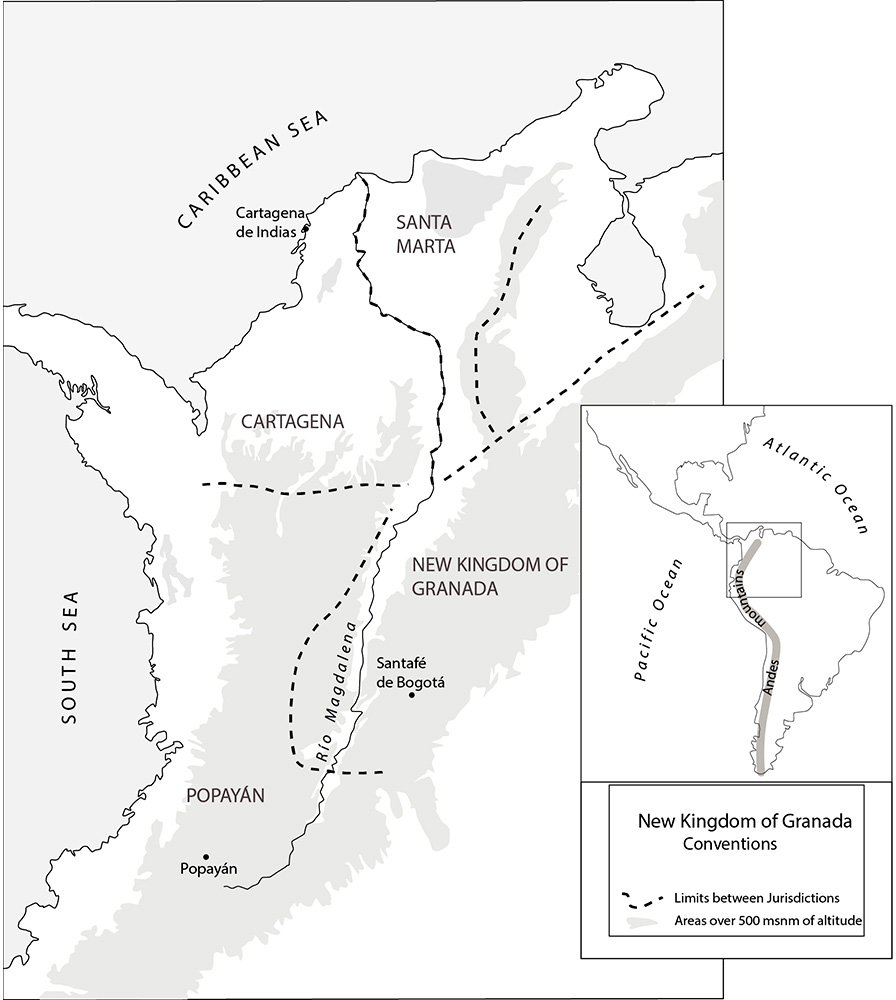 CARIBBEAN SEA
Cartagena
de Indias
SANTA
MARTA
CARTAGENA
NEW KINGDOM OF
GRANADA
SOUTH SEA
Río Magdalena
Santafé
de Bogotá
POPAYÁN
Popayán
Atlantic Ocean
Pacific Ocean
mountains
Andes
New Kingdom of Granada
Conventions
Limits between Jurisdictions
Areas over 500 msnm of altitude